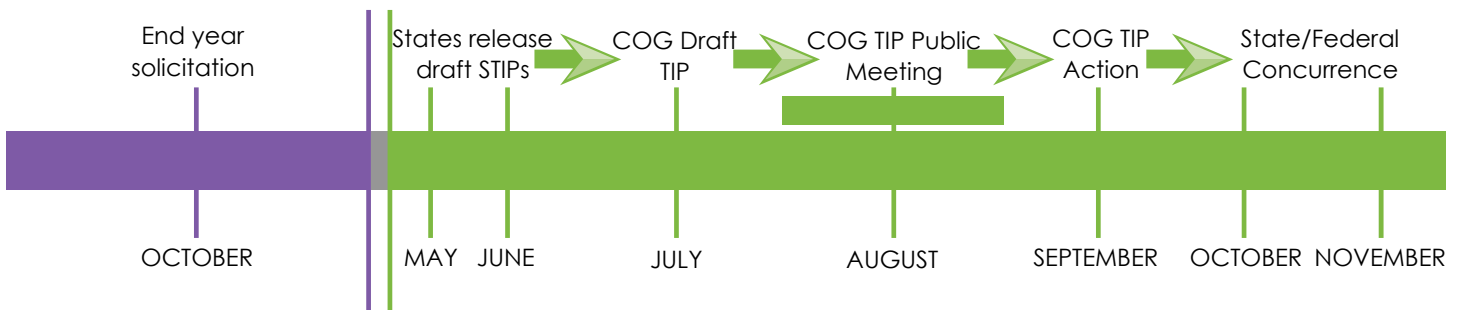 End year
solicitation
States release
draft STIPs
COG Draft
TIP
COG TIP Public
Meeting
COG TIP
Action
State/Federal
Concurrence
OCTOBER
MAY
JUNE
JULY
AUGUST
SEPTEMBER
OCTOBER
NOVEMBER